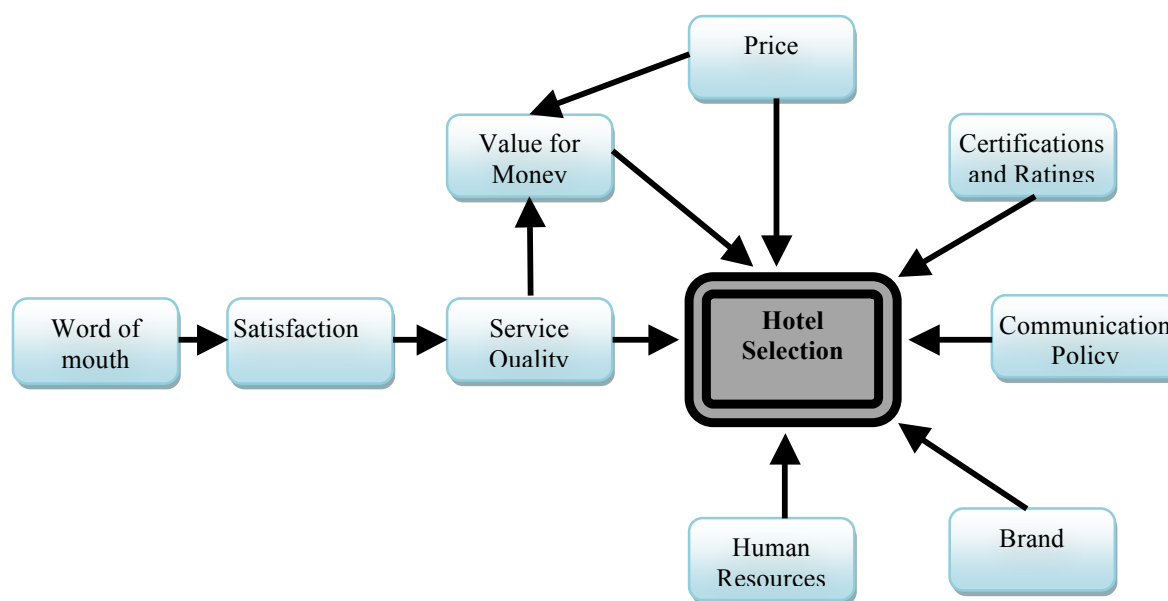 Price
Value for
Money
Certifications
and Ratings
Word of
mouth
Satisfaction
Service
Quality
Hotel
Selection
Communication
Policy
Human
Resources
Brand